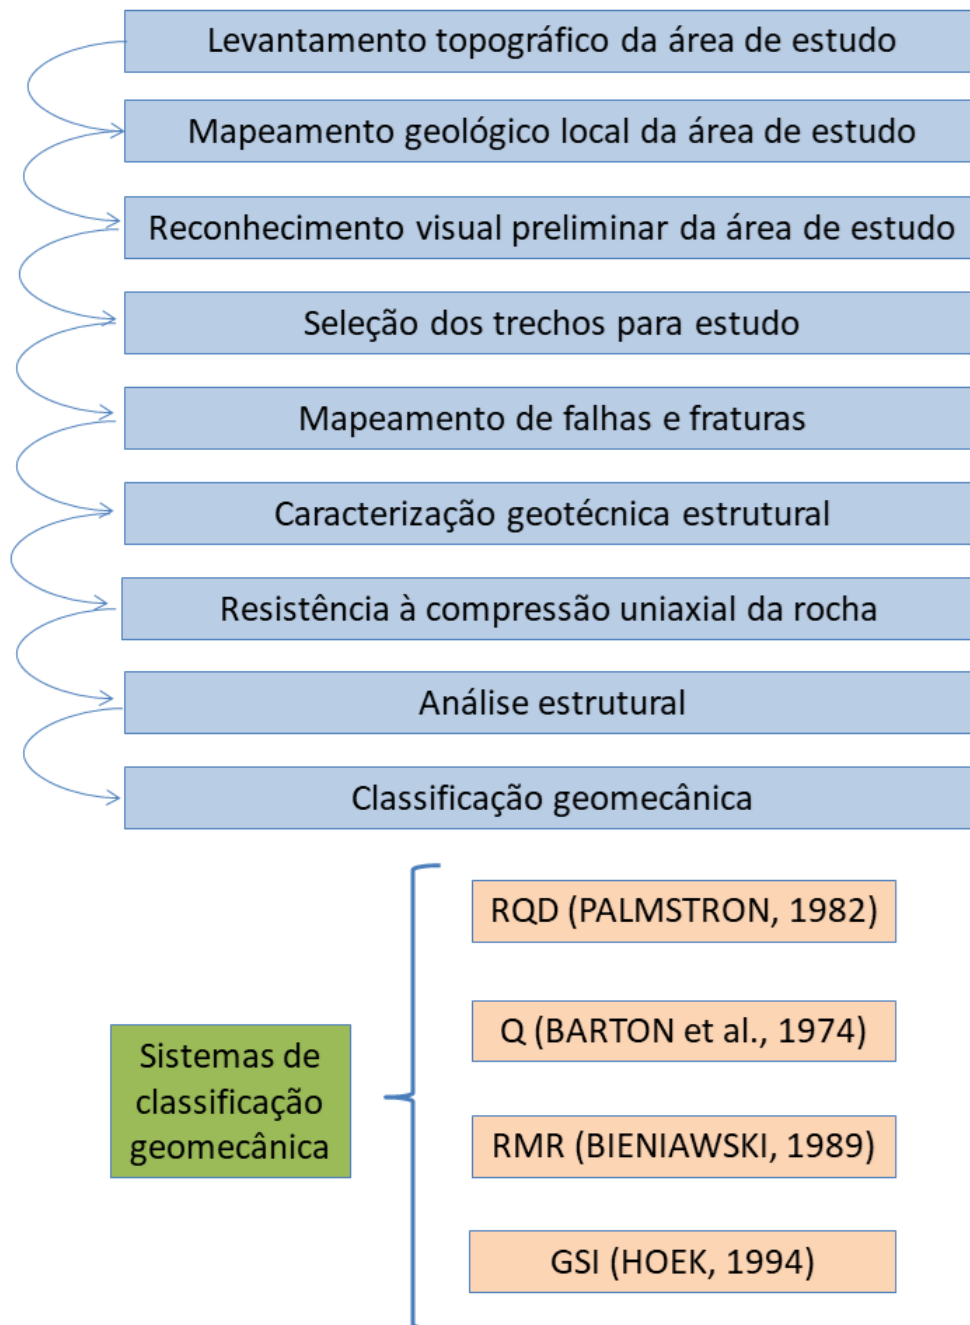 Levantamento topográfico da área de estudo
Mapeamento geológico local da área de estudo
Reconhecimento visual preliminar da área de estudo
Seleção dos trechos para estudo
Mapeamento de falhas e fraturas
Caracterização geotécnica estrutural
Resistência à compressão uniaxial da rocha
Análise estrutural
Classificação geomecânica
Sistemas de
classificação
geomecânica
RQD (PALMSTRON, 1982)
Q (BARTON et al., 1974)
RMR (BIENIAWSKI, 1989)
GSI (HOEK, 1994)